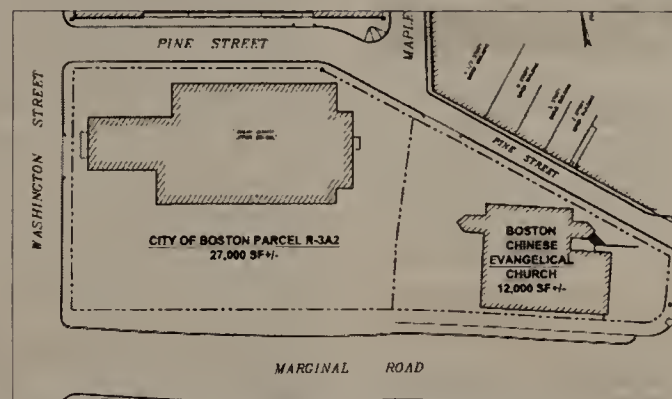 PINE STREET
MAPLE
WASHINGTON STREET
PINE STREET
CITY OF BOSTON PARCEL R-3A2
27,000 SF+/-
BOSTON
CHINESE
EVANGELICAL
CHURCH
12,000 SF+/-
MARGINAL ROAD